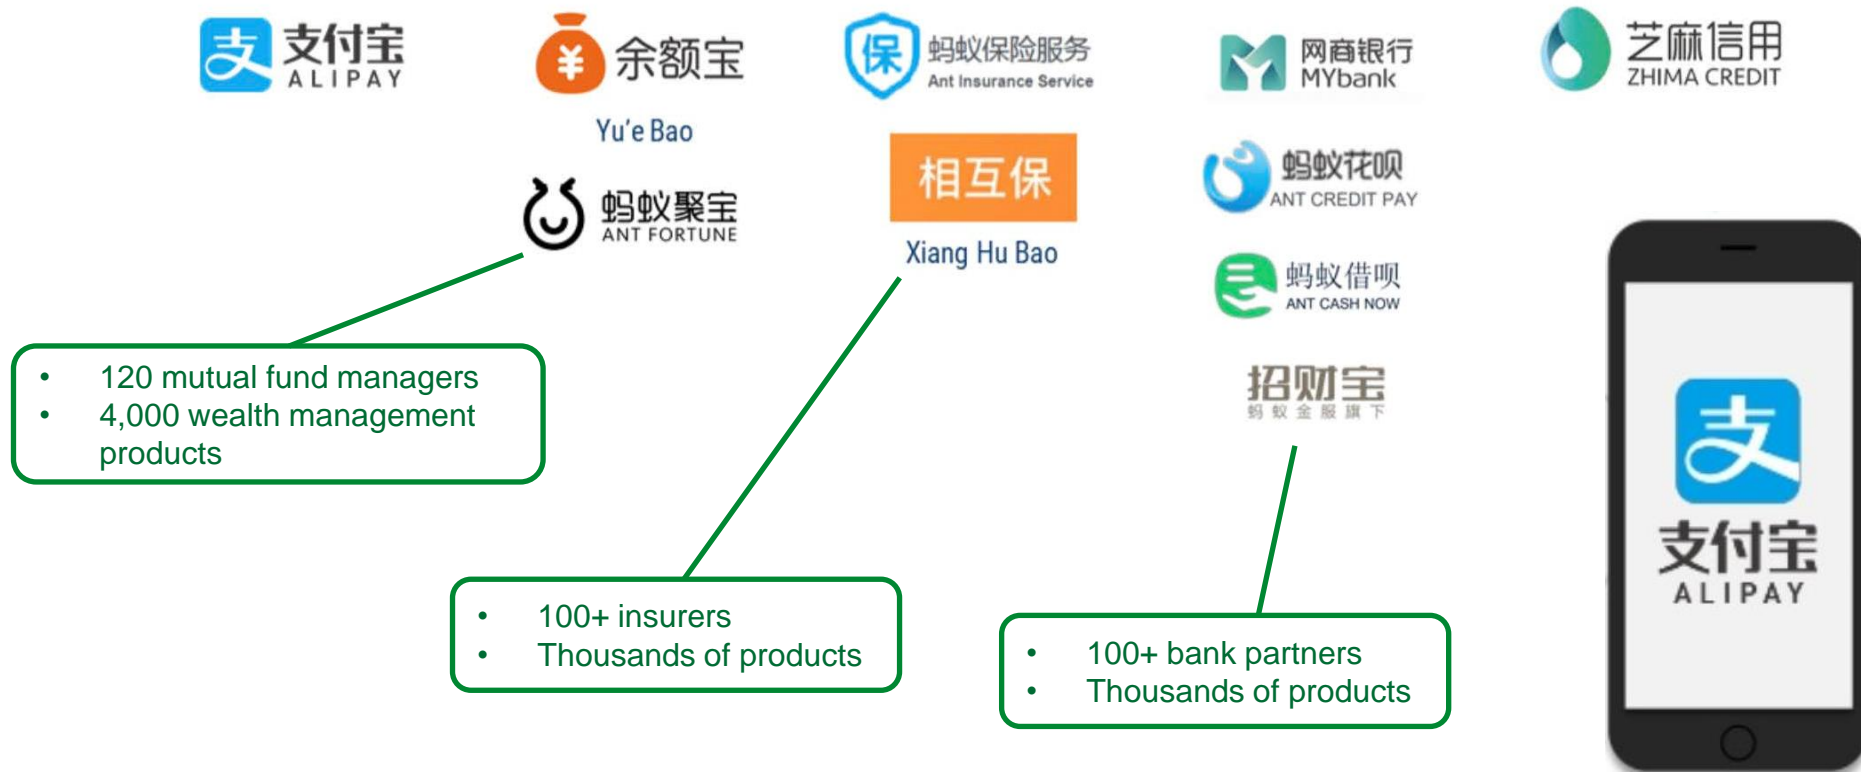 支 支付宝
ALIPAY
¥ 余额宝
Yu'e Bao
蚂蚁聚宝
ANT FORTUNE
保 蚂蚁保险服务
Ant Insurance Service
相互保
Xiang Hu Bao
网商银行
MYbank
蚂蚁花呗
ANT CREDIT PAY
蚂蚁借呗
ANT CASH NOW
招财宝
蚂蚁金服旗下
芝麻信用
ZHIMA CREDIT
• 120 mutual fund managers
• 4,000 wealth management
products
• 100+ insurers
• Thousands of products
• 100+ bank partners
• Thousands of products
支
支付宝
ALIPAY